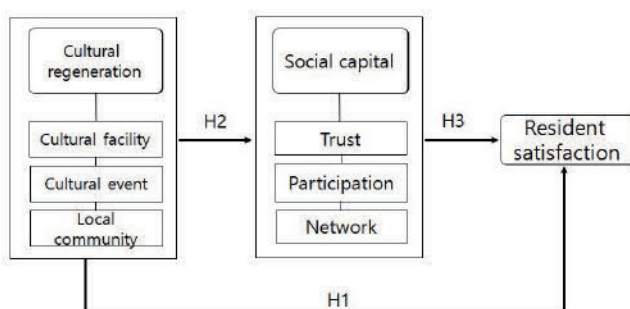 Cultural
regeneration
Cultural facility
Cultural event
Local
community
H2
Social capital
Trust
Participation
Network
H3
Resident
satisfaction
H1